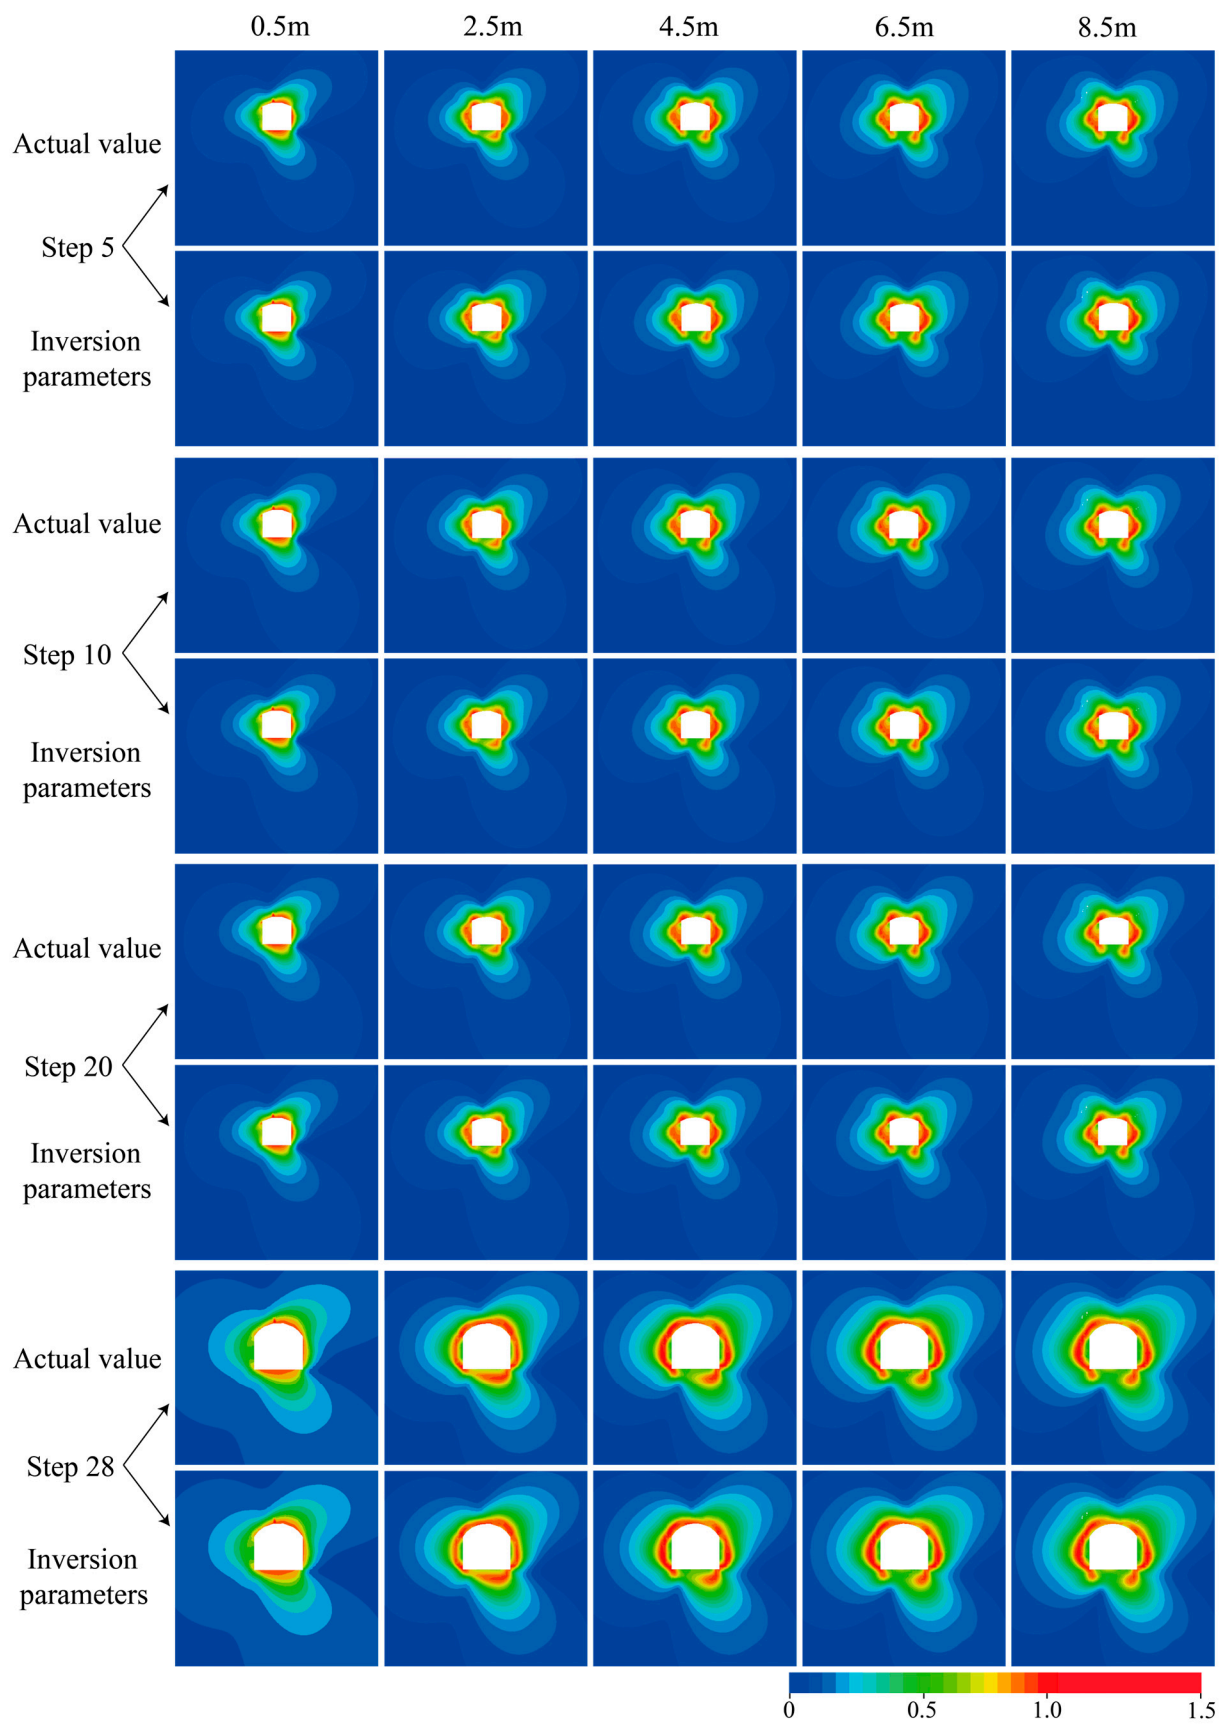 0.5m 2.5m 4.5m 6.5m 8.5m
Actual value
Step 5
Inversion
parameters
Actual value
Step 10
Inversion
parameters
Actual value
Step 20
Inversion
parameters
Actual value
Step 28
Inversion
parameters
0 0.5 1.0 1.5